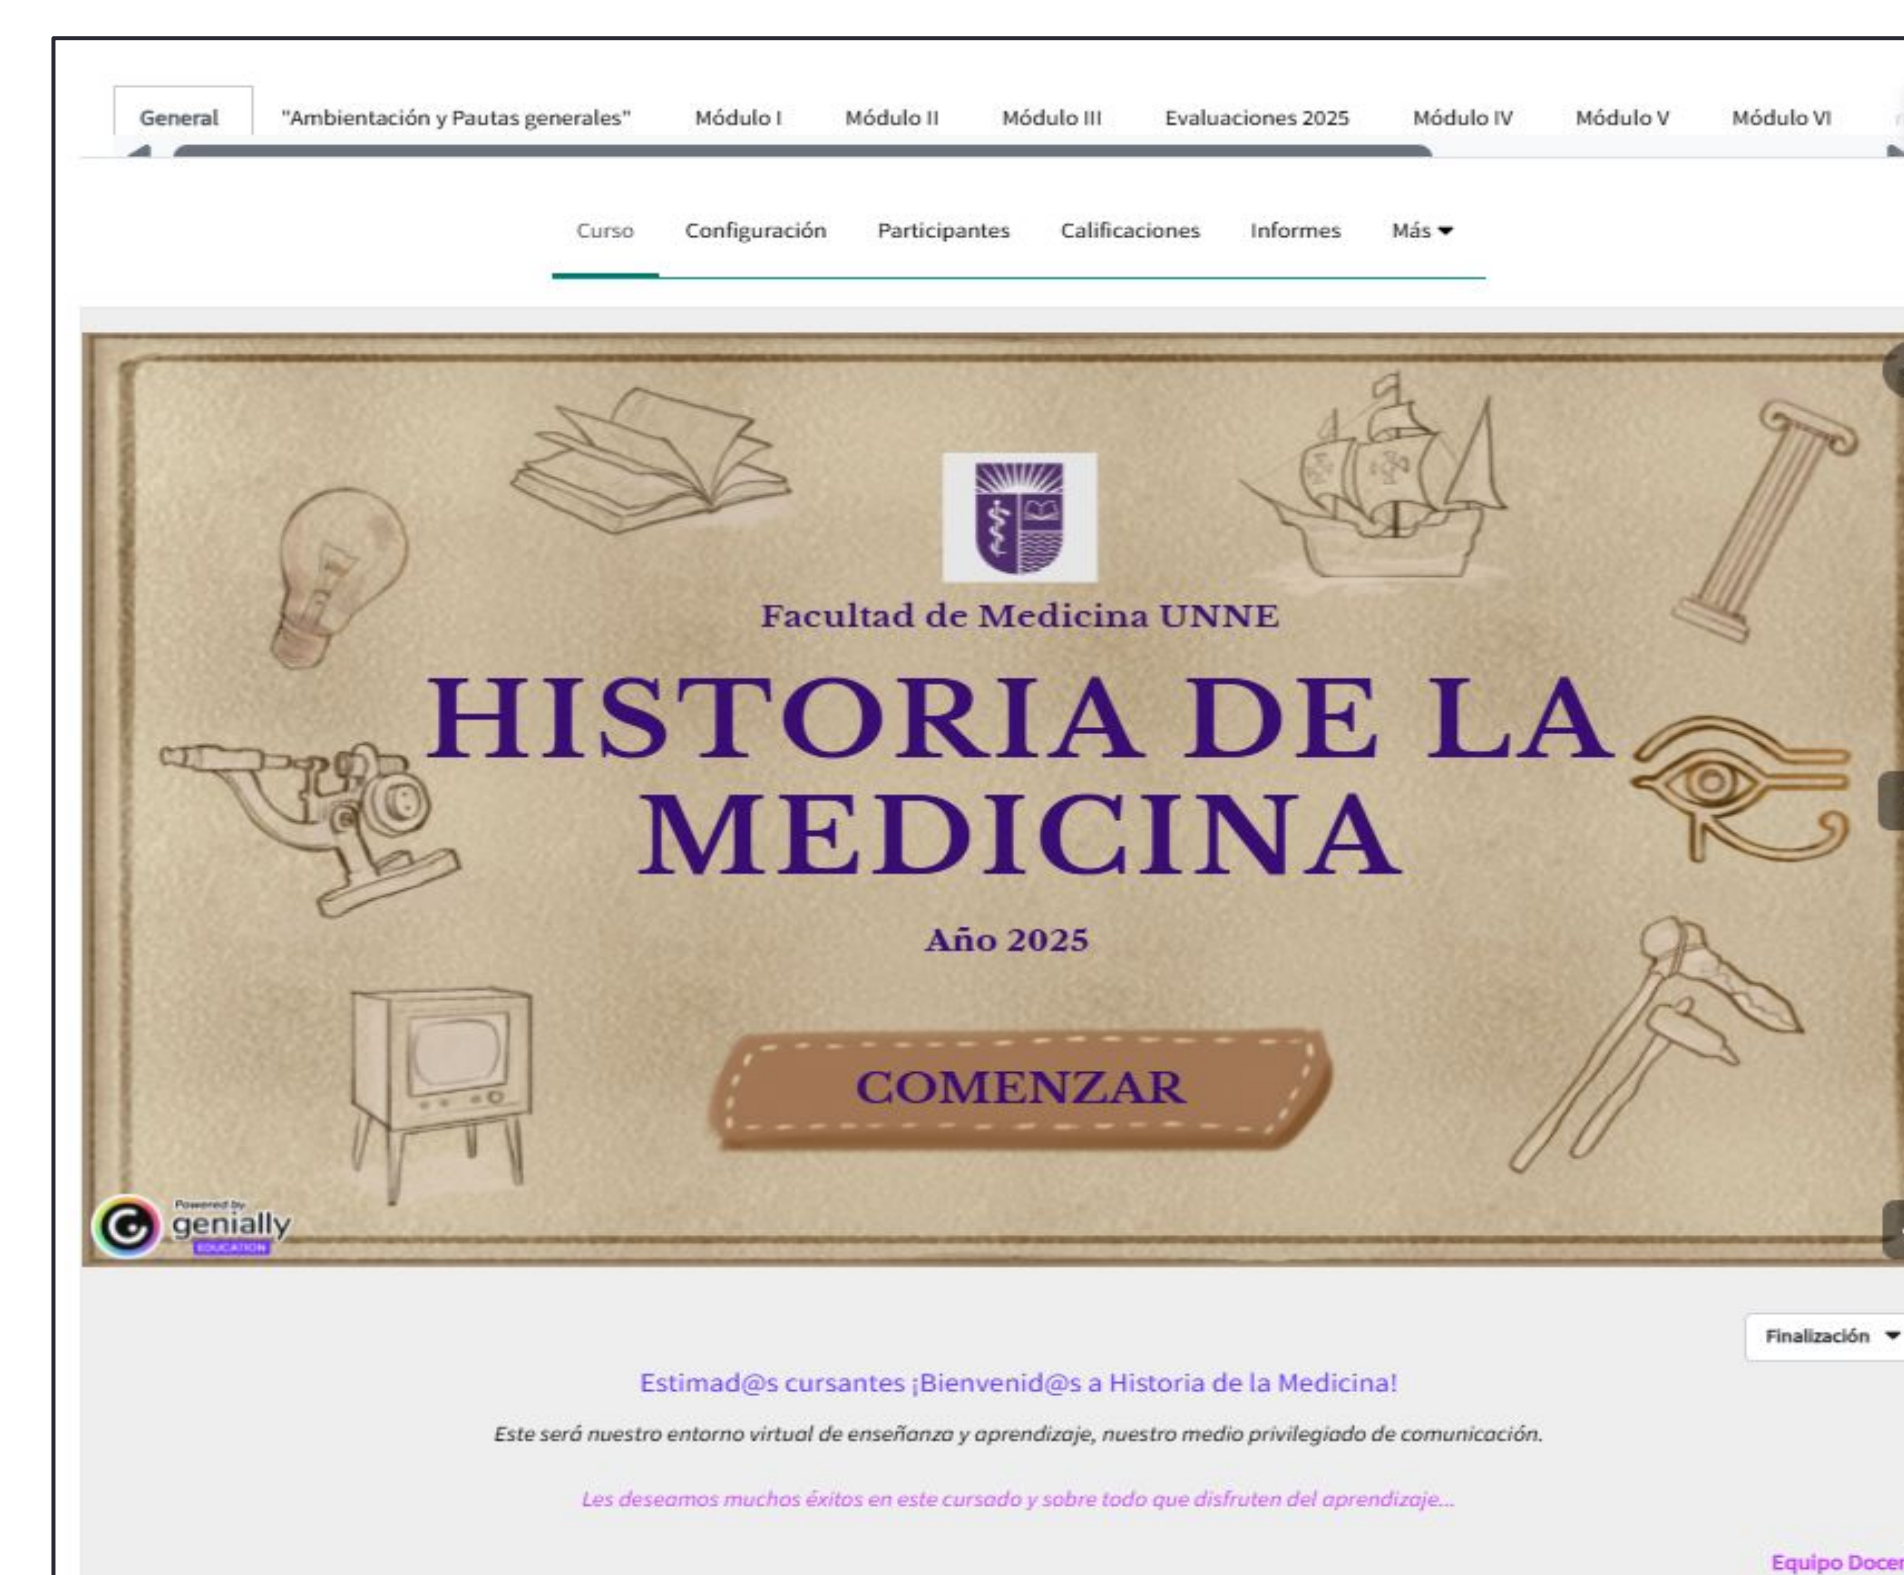 General "Ambientación y Pautas generales" Módulo I Módulo II Módulo III Evaluaciones 2025 Módulo IV Módulo V Módulo VI
Curso Configuración Participantes Calificaciones Informes Más
Facultad de Medicina UNNE
HISTORIA DE LA
MEDICINA
Año 2025
COMENZAR
Powered by
genially
EDUCATION
Finalización
Estimad@s cursantes ¡Bienvenid@s a Historia de la Medicina!
Este será nuestro entorno virtual de enseñanza y aprendizaje, nuestro medio privilegiado de comunicación.
Les deseamos muchos éxitos en este cursado y sobre todo que disfruten del aprendizaje...
Equipo